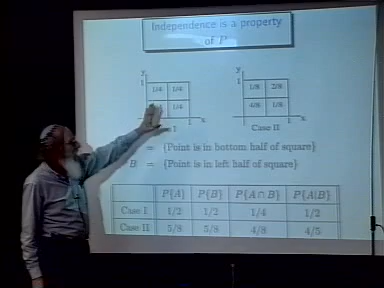 Independence is a property
of P
y
y
1
1/4
1/4
1
1/8
2/8
1/4
4/8
1/8
1
x
1
x
I
Case II
= {Point is in bottom half of square}
B = {Point is in left half of square}
P{A} P{B} P{A ∩ B} P{A|B}
Case I 1/2 1/2 1/4 1/2
Case II 5/8 5/8 4/8 4/5